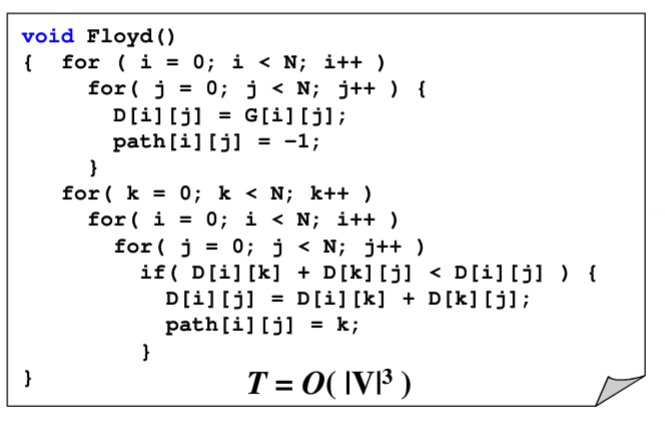 void Floyd()
{ for ( i = 0; i < N; i++ )
for( j = 0; j < N; j++ ) {
D[i][j] = G[i][j];
path[i][j] = -1;
}
for( k = 0; k < N; k++ )
for( i = 0; i < N; i++ )
for( j = 0; j < N; j++ )
if( D[i][k] + D[k][j] < D[i][j] ) {
D[i][j] = D[i][k] + D[k][j];
path[i][j] = k;
}
} T = O( |V|³ )